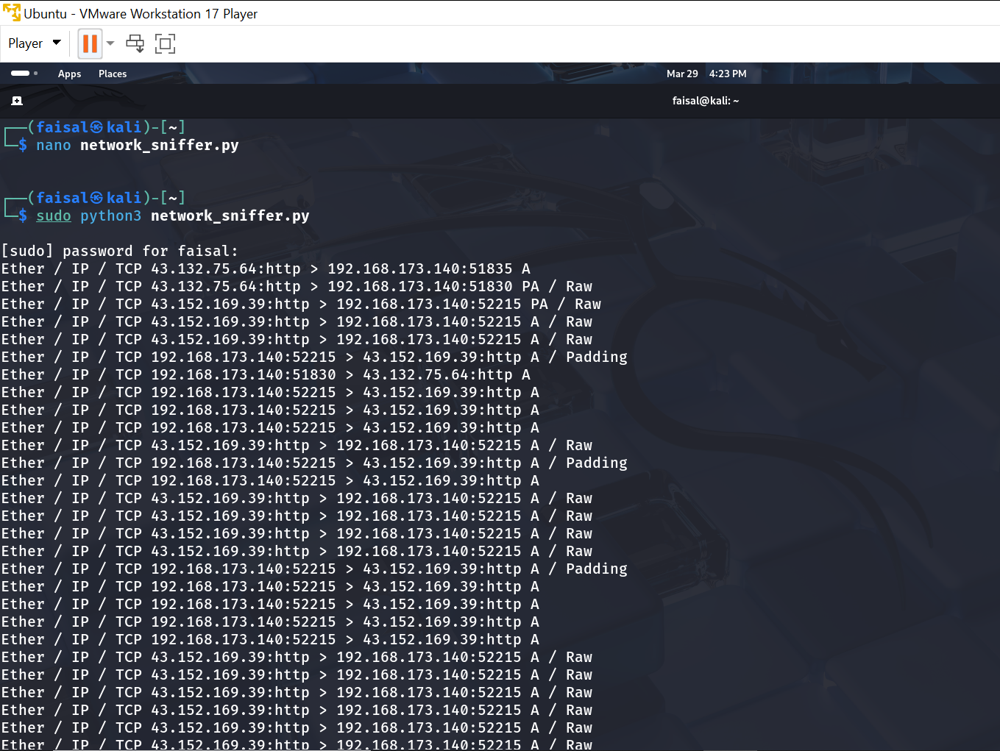 Ubuntu - VMware Workstation 17 Player
Player
Apps Places Mar 29 4:23 PM
faisal@kali: ~
┌──(faisal㉿kali)-[~]
└─$ nano network_sniffer.py
┌──(faisal㉿kali)-[~]
└─$ sudo python3 network_sniffer.py
[sudo] password for faisal:
Ether / IP / TCP 43.132.75.64:http > 192.168.173.140:51835 A
Ether / IP / TCP 43.132.75.64:http > 192.168.173.140:51830 PA / Raw
Ether / IP / TCP 43.152.169.39:http > 192.168.173.140:52215 PA / Raw
Ether / IP / TCP 43.152.169.39:http > 192.168.173.140:52215 A / Raw
Ether / IP / TCP 43.152.169.39:http > 192.168.173.140:52215 A / Raw
Ether / IP / TCP 192.168.173.140:52215 > 43.152.169.39:http A / Padding
Ether / IP / TCP 192.168.173.140:51830 > 43.132.75.64:http A
Ether / IP / TCP 192.168.173.140:52215 > 43.152.169.39:http A
Ether / IP / TCP 192.168.173.140:52215 > 43.152.169.39:http A
Ether / IP / TCP 192.168.173.140:52215 > 43.152.169.39:http A
Ether / IP / TCP 43.152.169.39:http > 192.168.173.140:52215 A / Raw
Ether / IP / TCP 192.168.173.140:52215 > 43.152.169.39:http A / Padding
Ether / IP / TCP 192.168.173.140:52215 > 43.152.169.39:http A
Ether / IP / TCP 43.152.169.39:http > 192.168.173.140:52215 A / Raw
Ether / IP / TCP 43.152.169.39:http > 192.168.173.140:52215 A / Raw
Ether / IP / TCP 43.152.169.39:http > 192.168.173.140:52215 A / Raw
Ether / IP / TCP 43.152.169.39:http > 192.168.173.140:52215 A / Raw
Ether / IP / TCP 192.168.173.140:52215 > 43.152.169.39:http A / Padding
Ether / IP / TCP 192.168.173.140:52215 > 43.152.169.39:http A
Ether / IP / TCP 192.168.173.140:52215 > 43.152.169.39:http A
Ether / IP / TCP 192.168.173.140:52215 > 43.152.169.39:http A
Ether / IP / TCP 192.168.173.140:52215 > 43.152.169.39:http A
Ether / IP / TCP 43.152.169.39:http > 192.168.173.140:52215 A / Raw
Ether / IP / TCP 43.152.169.39:http > 192.168.173.140:52215 A / Raw
Ether / IP / TCP 43.152.169.39:http > 192.168.173.140:52215 A / Raw
Ether / IP / TCP 43.152.169.39:http > 192.168.173.140:52215 A / Raw
Ether / IP / TCP 43.152.169.39:http > 192.168.173.140:52215 A / Raw
Ether / IP / TCP 43.152.169.39:http > 192.168.173.140:52215 A / Raw